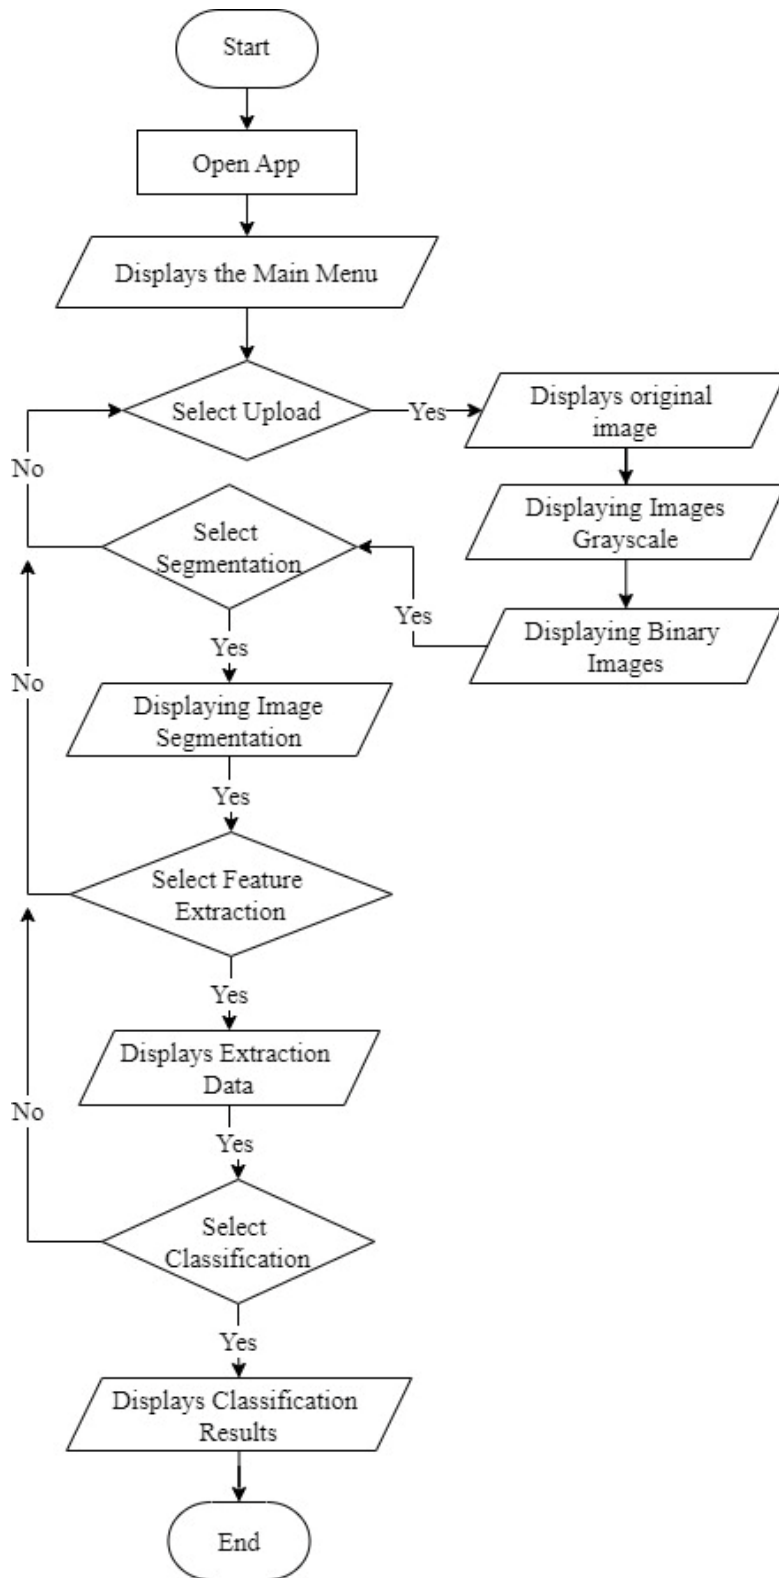 Start
Open App
Displays the Main Menu
Select Upload
Yes
Displays original
image
No
Displaying Images
Grayscale
Select
Segmentation
Yes
Displaying Binary
Images
Yes
No
Displaying Image
Segmentation
Yes
Select Feature
Extraction
Yes
Displays Extraction
Data
No
Yes
Select
Classification
Yes
Displays Classification
Results
End